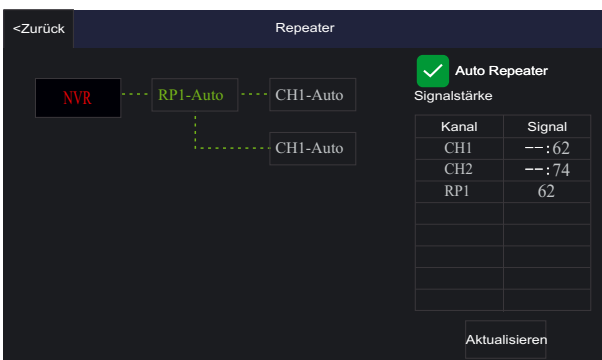 <Zurück
Repeater
NVR
RP1-Auto
CH1-Auto
CH1-Auto
Auto Repeater
Signalstärke
Kanal Signal
CH1 --:62
CH2 --:74
RP1 62
Aktualisieren